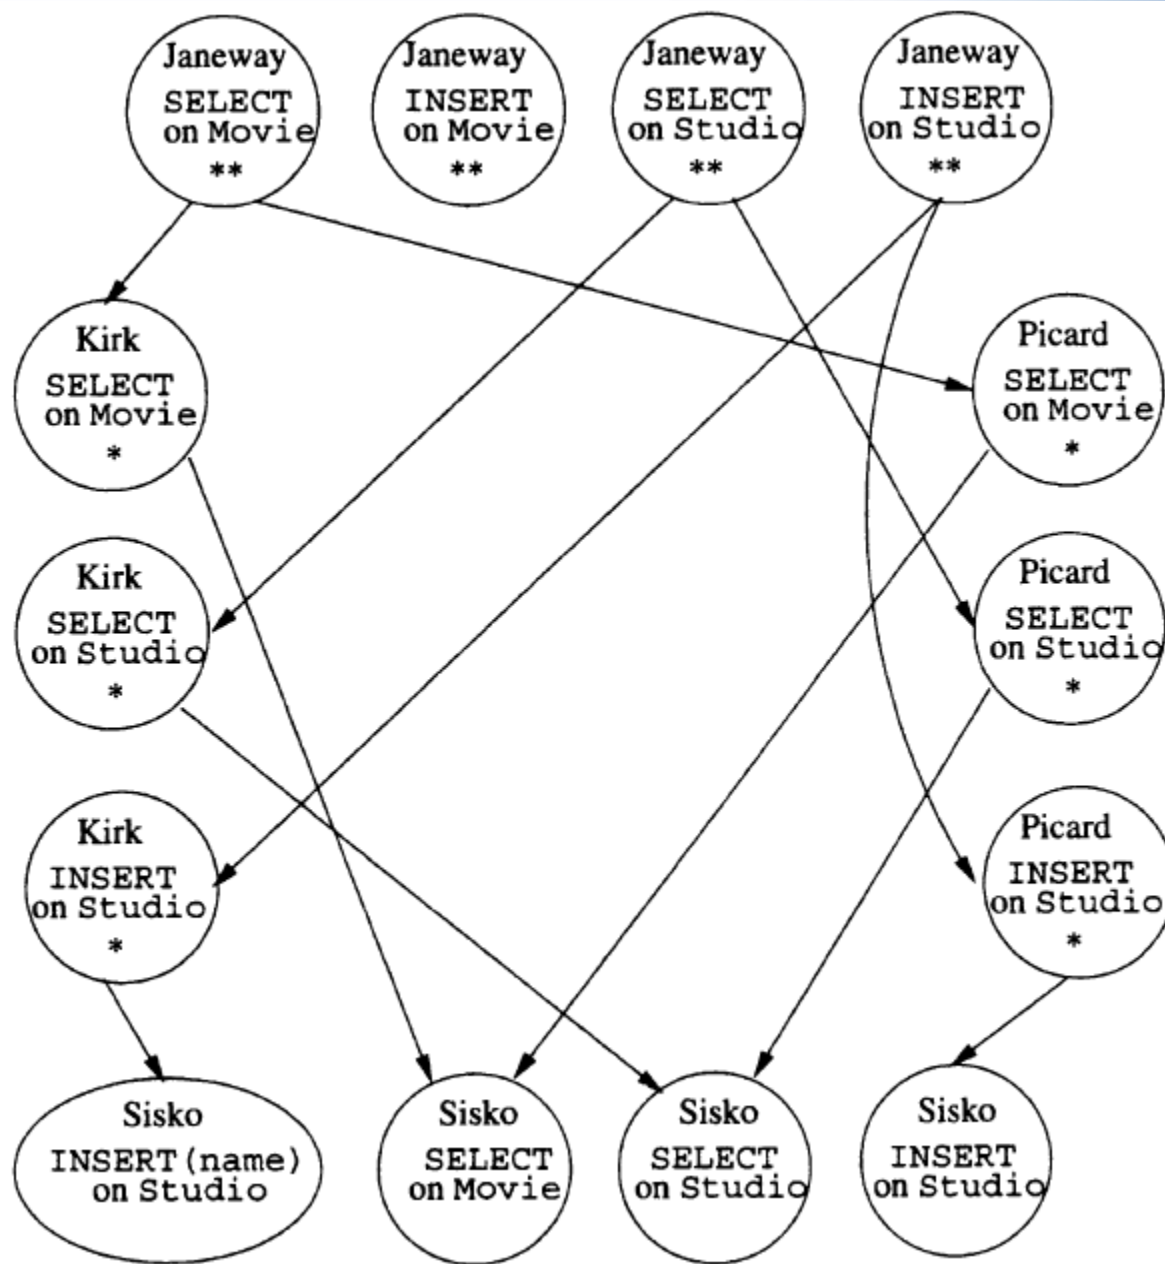 Janeway
SELECT
on Movie
**
Janeway
INSERT
on Movie
**
Janeway
SELECT
on Studio
**
Janeway
INSERT
on Studio
**
Kirk
SELECT
on Movie
*
Picard
SELECT
on Movie
*
Kirk
SELECT
on Studio
*
Picard
SELECT
on Studio
*
Kirk
INSERT
on Studio
*
Picard
INSERT
on Studio
*
Sisko
INSERT(name)
on Studio
Sisko
SELECT
on Movie
Sisko
SELECT
on Studio
Sisko
INSERT
on Studio